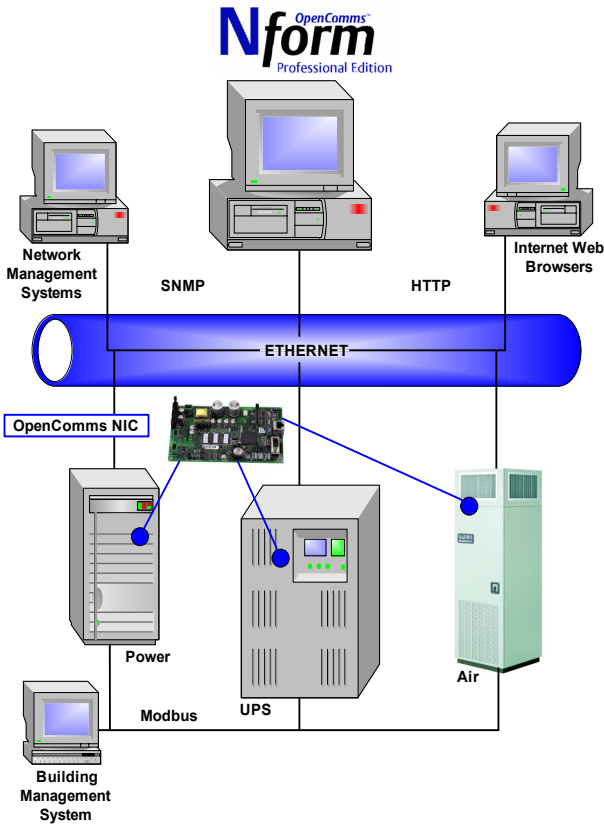 OpenComms™
Nform
Professional Edition
Network
Management
Systems
SNMP
HTTP
Internet Web
Browsers
ETHERNET
OpenComms NIC
Power
UPS
Air
Modbus
Building
Management
System